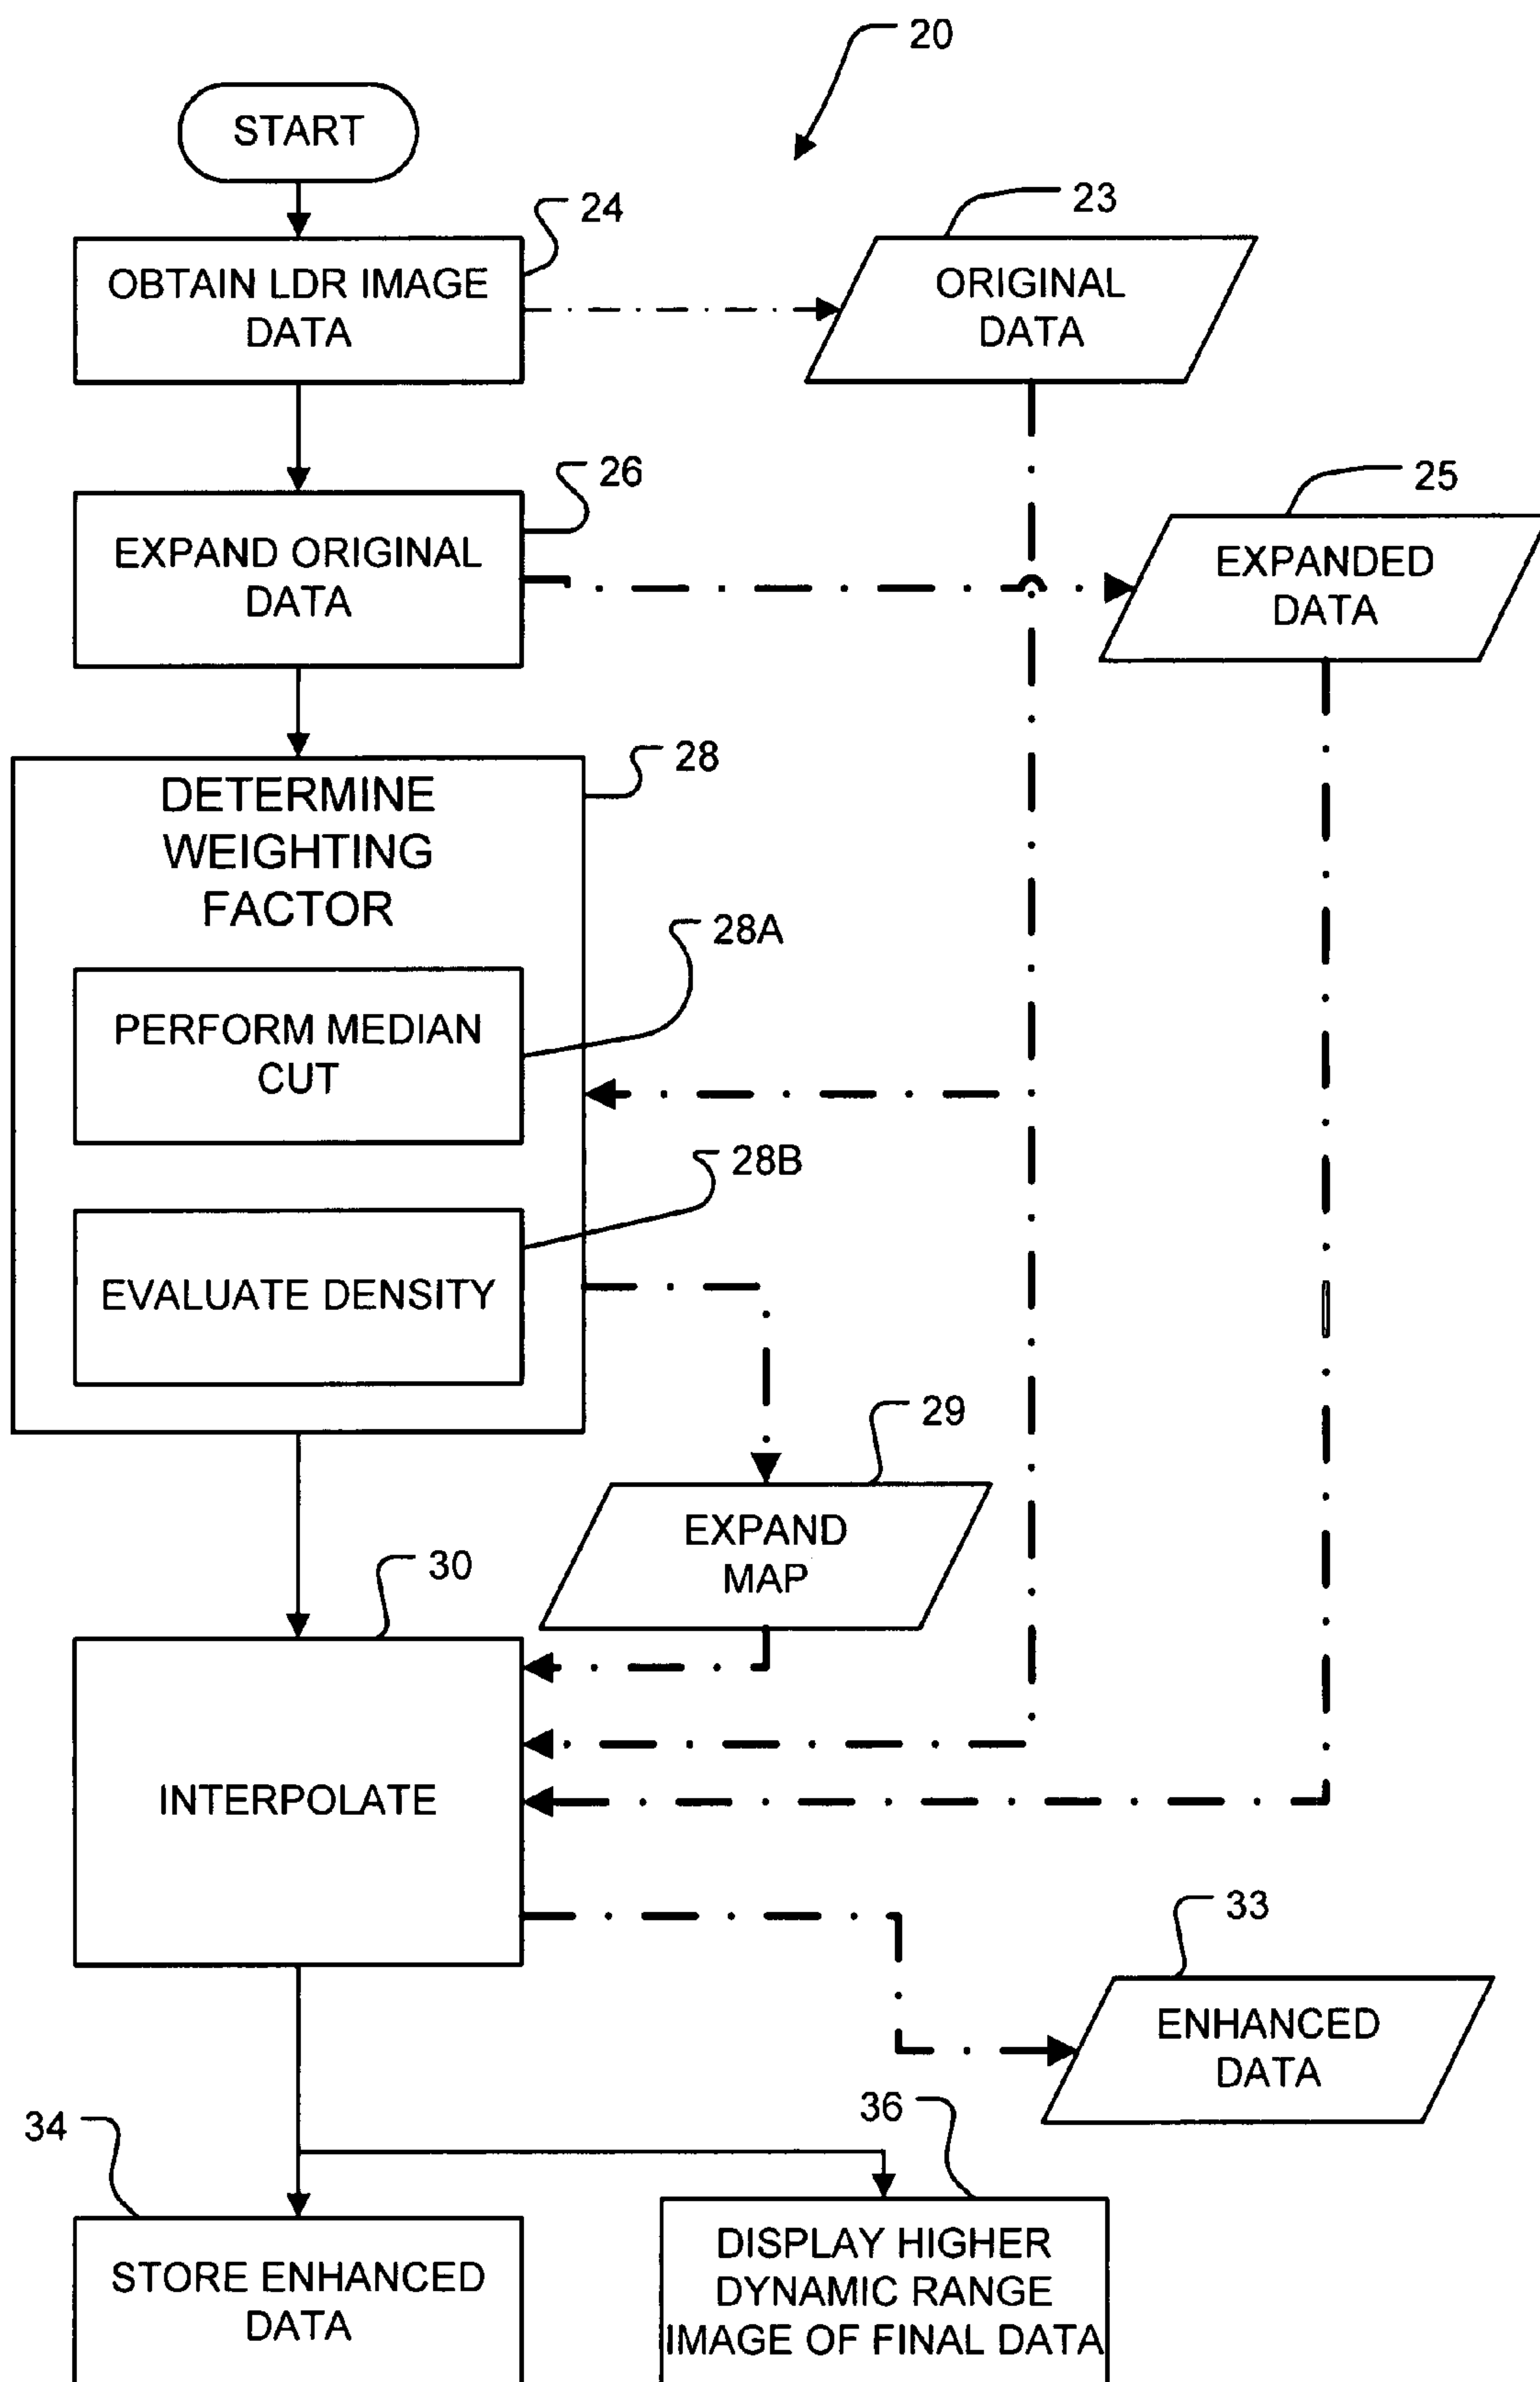 20
START
24
23
OBTAIN LDR IMAGE
DATA
ORIGINAL
DATA
26
25
EXPAND ORIGINAL
DATA
EXPANDED
DATA
28
DETERMINE
WEIGHTING
FACTOR
28A
PERFORM MEDIAN
CUT
28B
EVALUATE DENSITY
29
EXPAND
MAP
30
INTERPOLATE
33
ENHANCED
DATA
34
36
STORE ENHANCED
DATA
DISPLAY HIGHER
DYNAMIC RANGE
IMAGE OF FINAL DATA